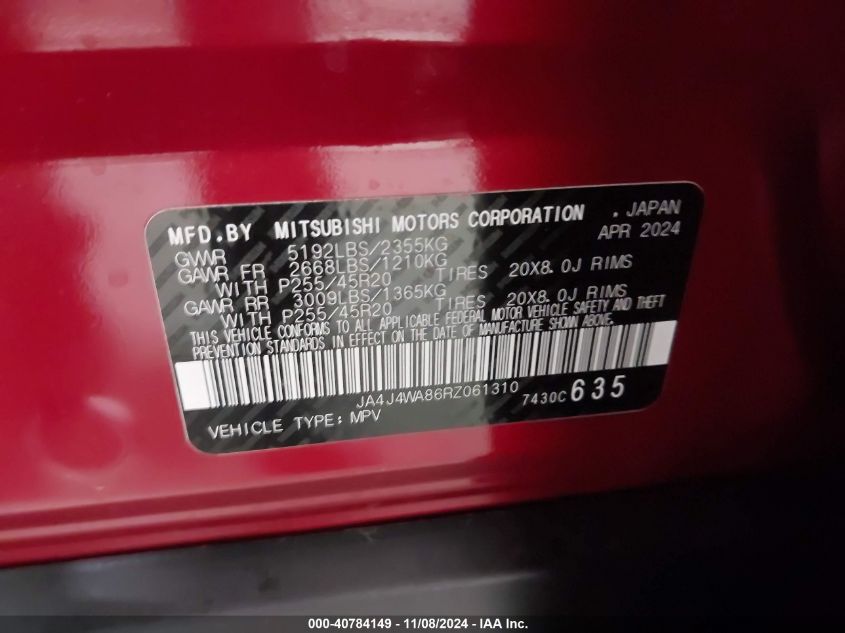 MFD.BY MITSUBISHI MOTORS CORPORATION . JAPAN
APR 2024
GVWR 5192LBS/2355KG
GAWR FR 2668LBS/1210KG
WITH P255/45R20 TIRES 20X8.0J RIMS
GAWR RR 3009LBS/1365KG
WITH P255/45R20 TIRES 20X8.0J RIMS
THIS VEHICLE CONFORMS TO ALL APPLICABLE FEDERAL MOTOR VEHICLE SAFETY AND THEFT
PREVENTION STANDARDS IN EFFECT ON THE DATE OF MANUFACTURE SHOWN ABOVE.
JA4J4WA86RZ061310 7430C 635
VEHICLE TYPE: MPV
000-40784149 - 11/08/2024 - IAA Inc.